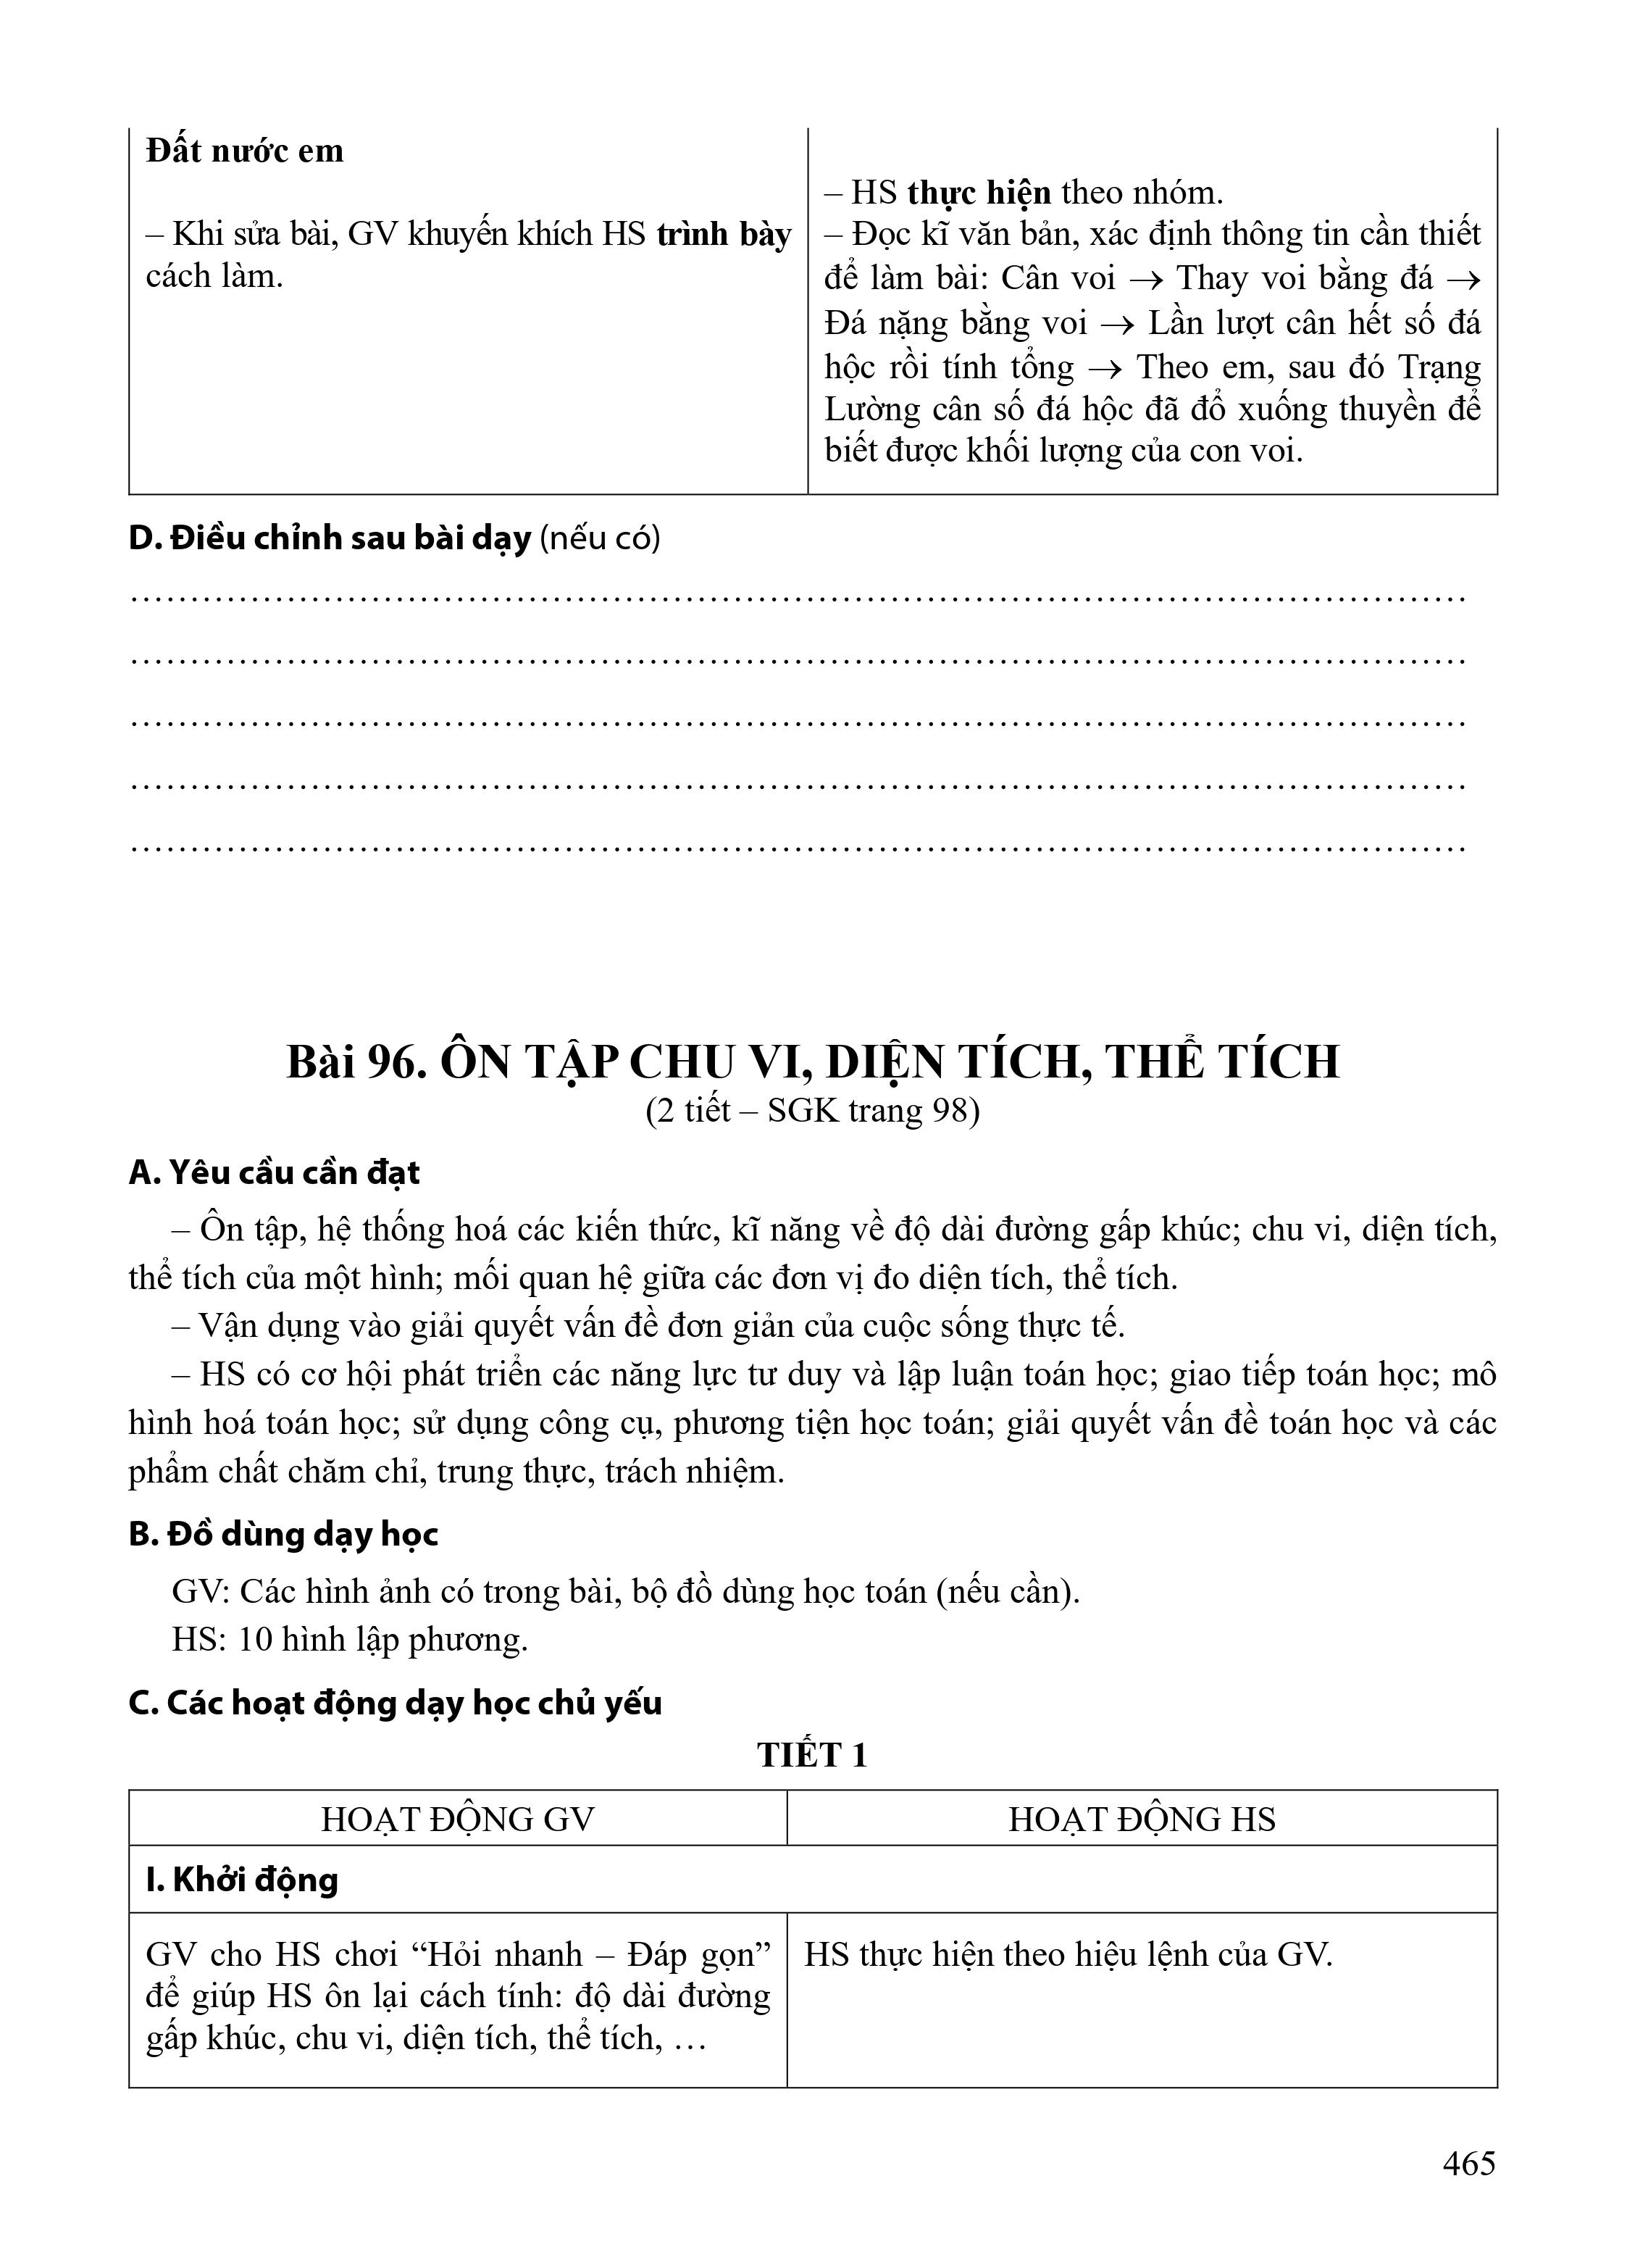 Đất nước em
– Khi sửa bài, GV khuyến khích HS trình bày
cách làm.
– HS thực hiện theo nhóm.
– Đọc kĩ văn bản, xác định thông tin cần thiết
để làm bài: Cân voi → Thay voi bằng đá →
Đá nặng bằng voi → Lần lượt cân hết số đá
hộc rồi tính tổng → Theo em, sau đó Trạng
Lường cân số đá hộc đã đổ xuống thuyền để
biết được khối lượng của con voi.
D. Điều chỉnh sau bài dạy (nếu có)
……………………………………………………………………………………………………
……………………………………………………………………………………………………
……………………………………………………………………………………………………
……………………………………………………………………………………………………
……………………………………………………………………………………………………
Bài 96. ÔN TẬP CHU VI, DIỆN TÍCH, THỂ TÍCH
(2 tiết – SGK trang 98)
A. Yêu cầu cần đạt
– Ôn tập, hệ thống hoá các kiến thức, kĩ năng về độ dài đường gấp khúc; chu vi, diện tích,
thể tích của một hình; mối quan hệ giữa các đơn vị đo diện tích, thể tích.
– Vận dụng vào giải quyết vấn đề đơn giản của cuộc sống thực tế.
– HS có cơ hội phát triển các năng lực tư duy và lập luận toán học; giao tiếp toán học; mô
hình hoá toán học; sử dụng công cụ, phương tiện học toán; giải quyết vấn đề toán học và các
phẩm chất chăm chỉ, trung thực, trách nhiệm.
B. Đồ dùng dạy học
GV: Các hình ảnh có trong bài, bộ đồ dùng học toán (nếu cần).
HS: 10 hình lập phương.
C. Các hoạt động dạy học chủ yếu
TIẾT 1
HOẠT ĐỘNG GV
HOẠT ĐỘNG HS
I. Khởi động
GV cho HS chơi “Hỏi nhanh – Đáp gọn”
để giúp HS ôn lại cách tính: độ dài đường
gấp khúc, chu vi, diện tích, thể tích, …
HS thực hiện theo hiệu lệnh của GV.
465